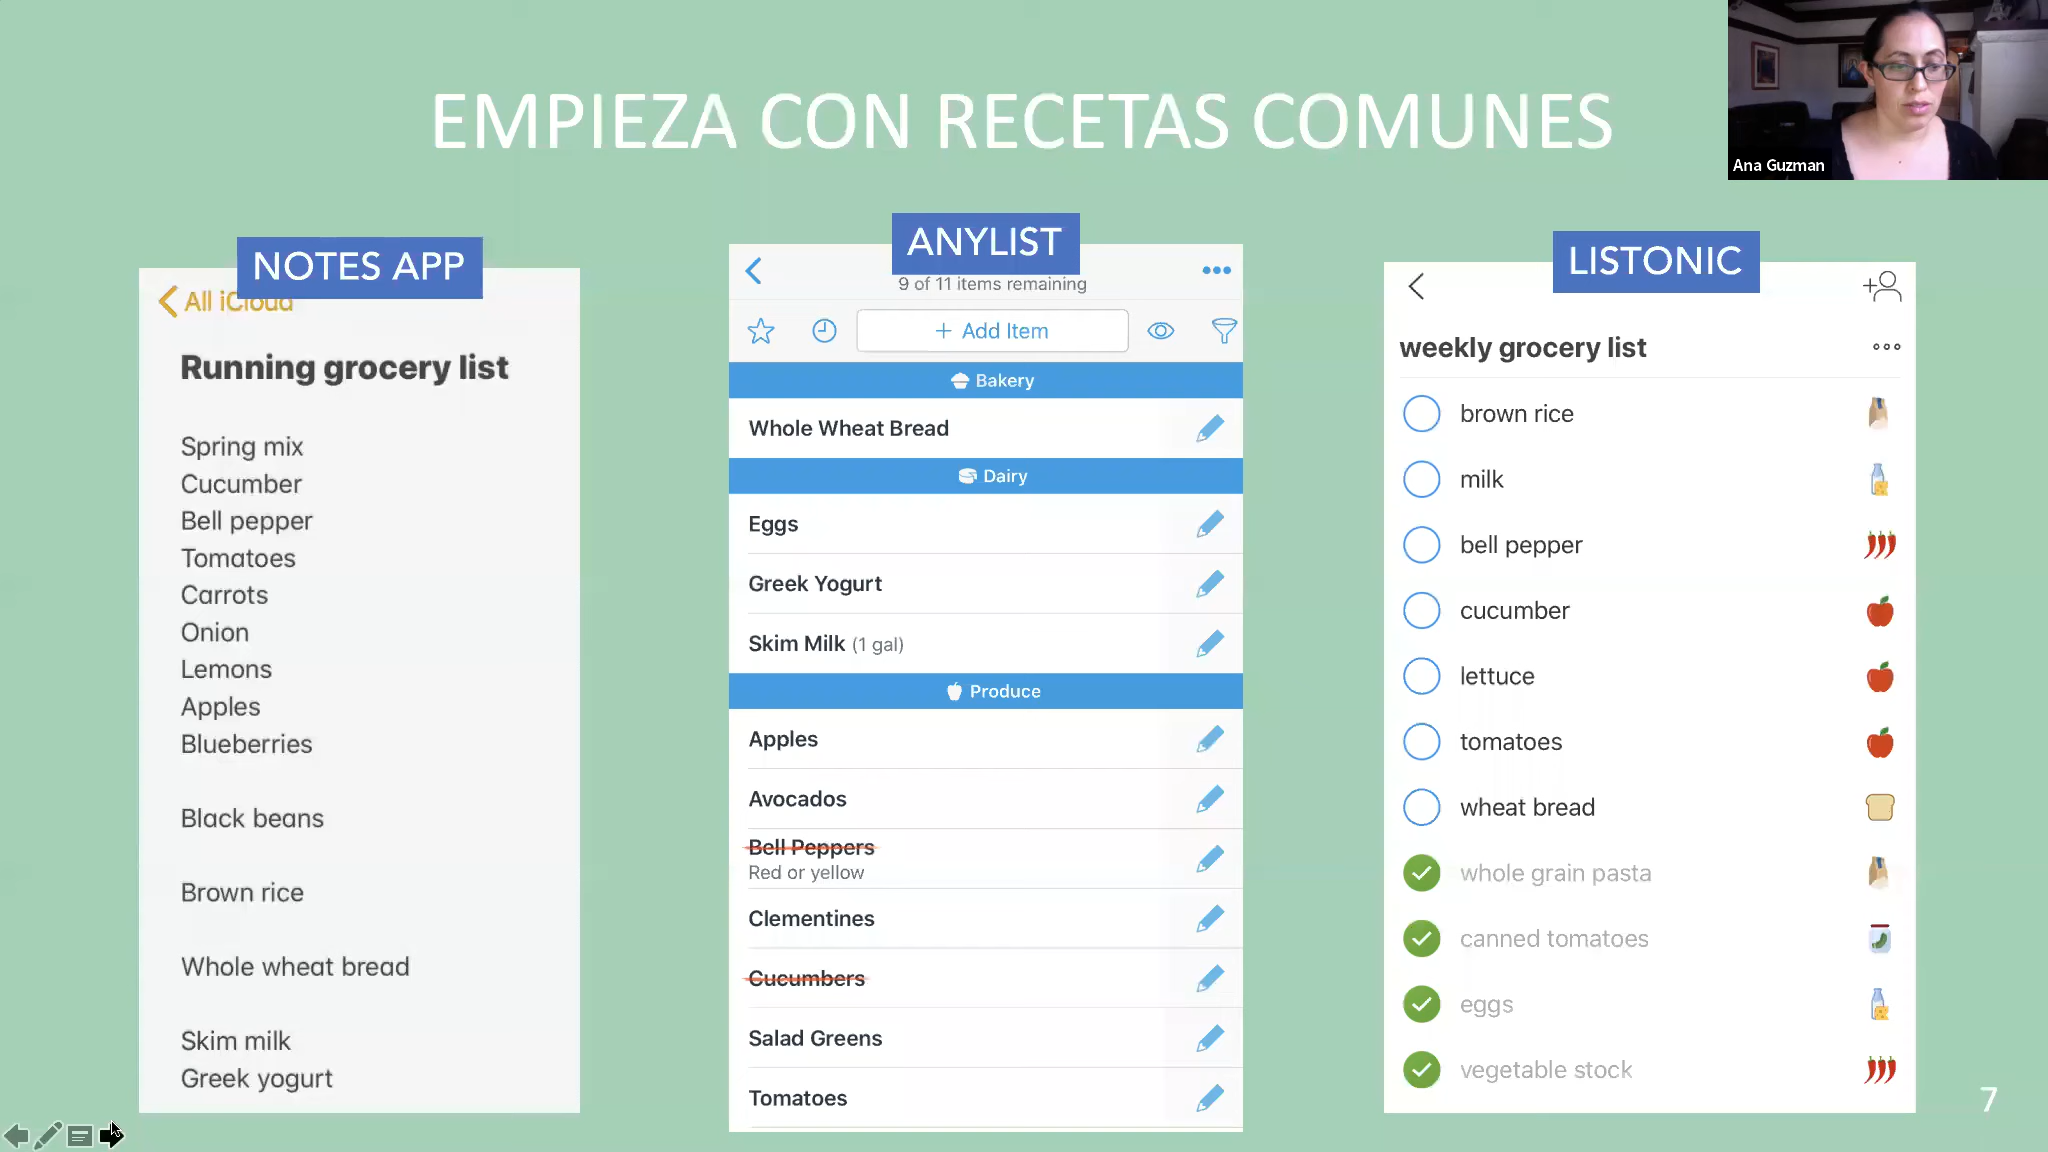 EMPIEZA CON RECETAS COMUNES
Ana Guzman
NOTES APP
All iCloud
Running grocery list
Spring mix
Cucumber
Bell pepper
Tomatoes
Carrots
Onion
Lemons
Apples
Blueberries
Black beans
Brown rice
Whole wheat bread
Skim milk
Greek yogurt
ANYLIST
9 of 11 items remaining
+ Add Item
Bakery
Whole Wheat Bread
Dairy
Eggs
Greek Yogurt
Skim Milk (1 gal)
Produce
Apples
Avocados
Bell Peppers
Red or yellow
Clementines
Cucumbers
Salad Greens
Tomatoes
LISTONIC
weekly grocery list
brown rice
milk
bell pepper
cucumber
lettuce
tomatoes
wheat bread
whole grain pasta
canned tomatoes
eggs
vegetable stock
7